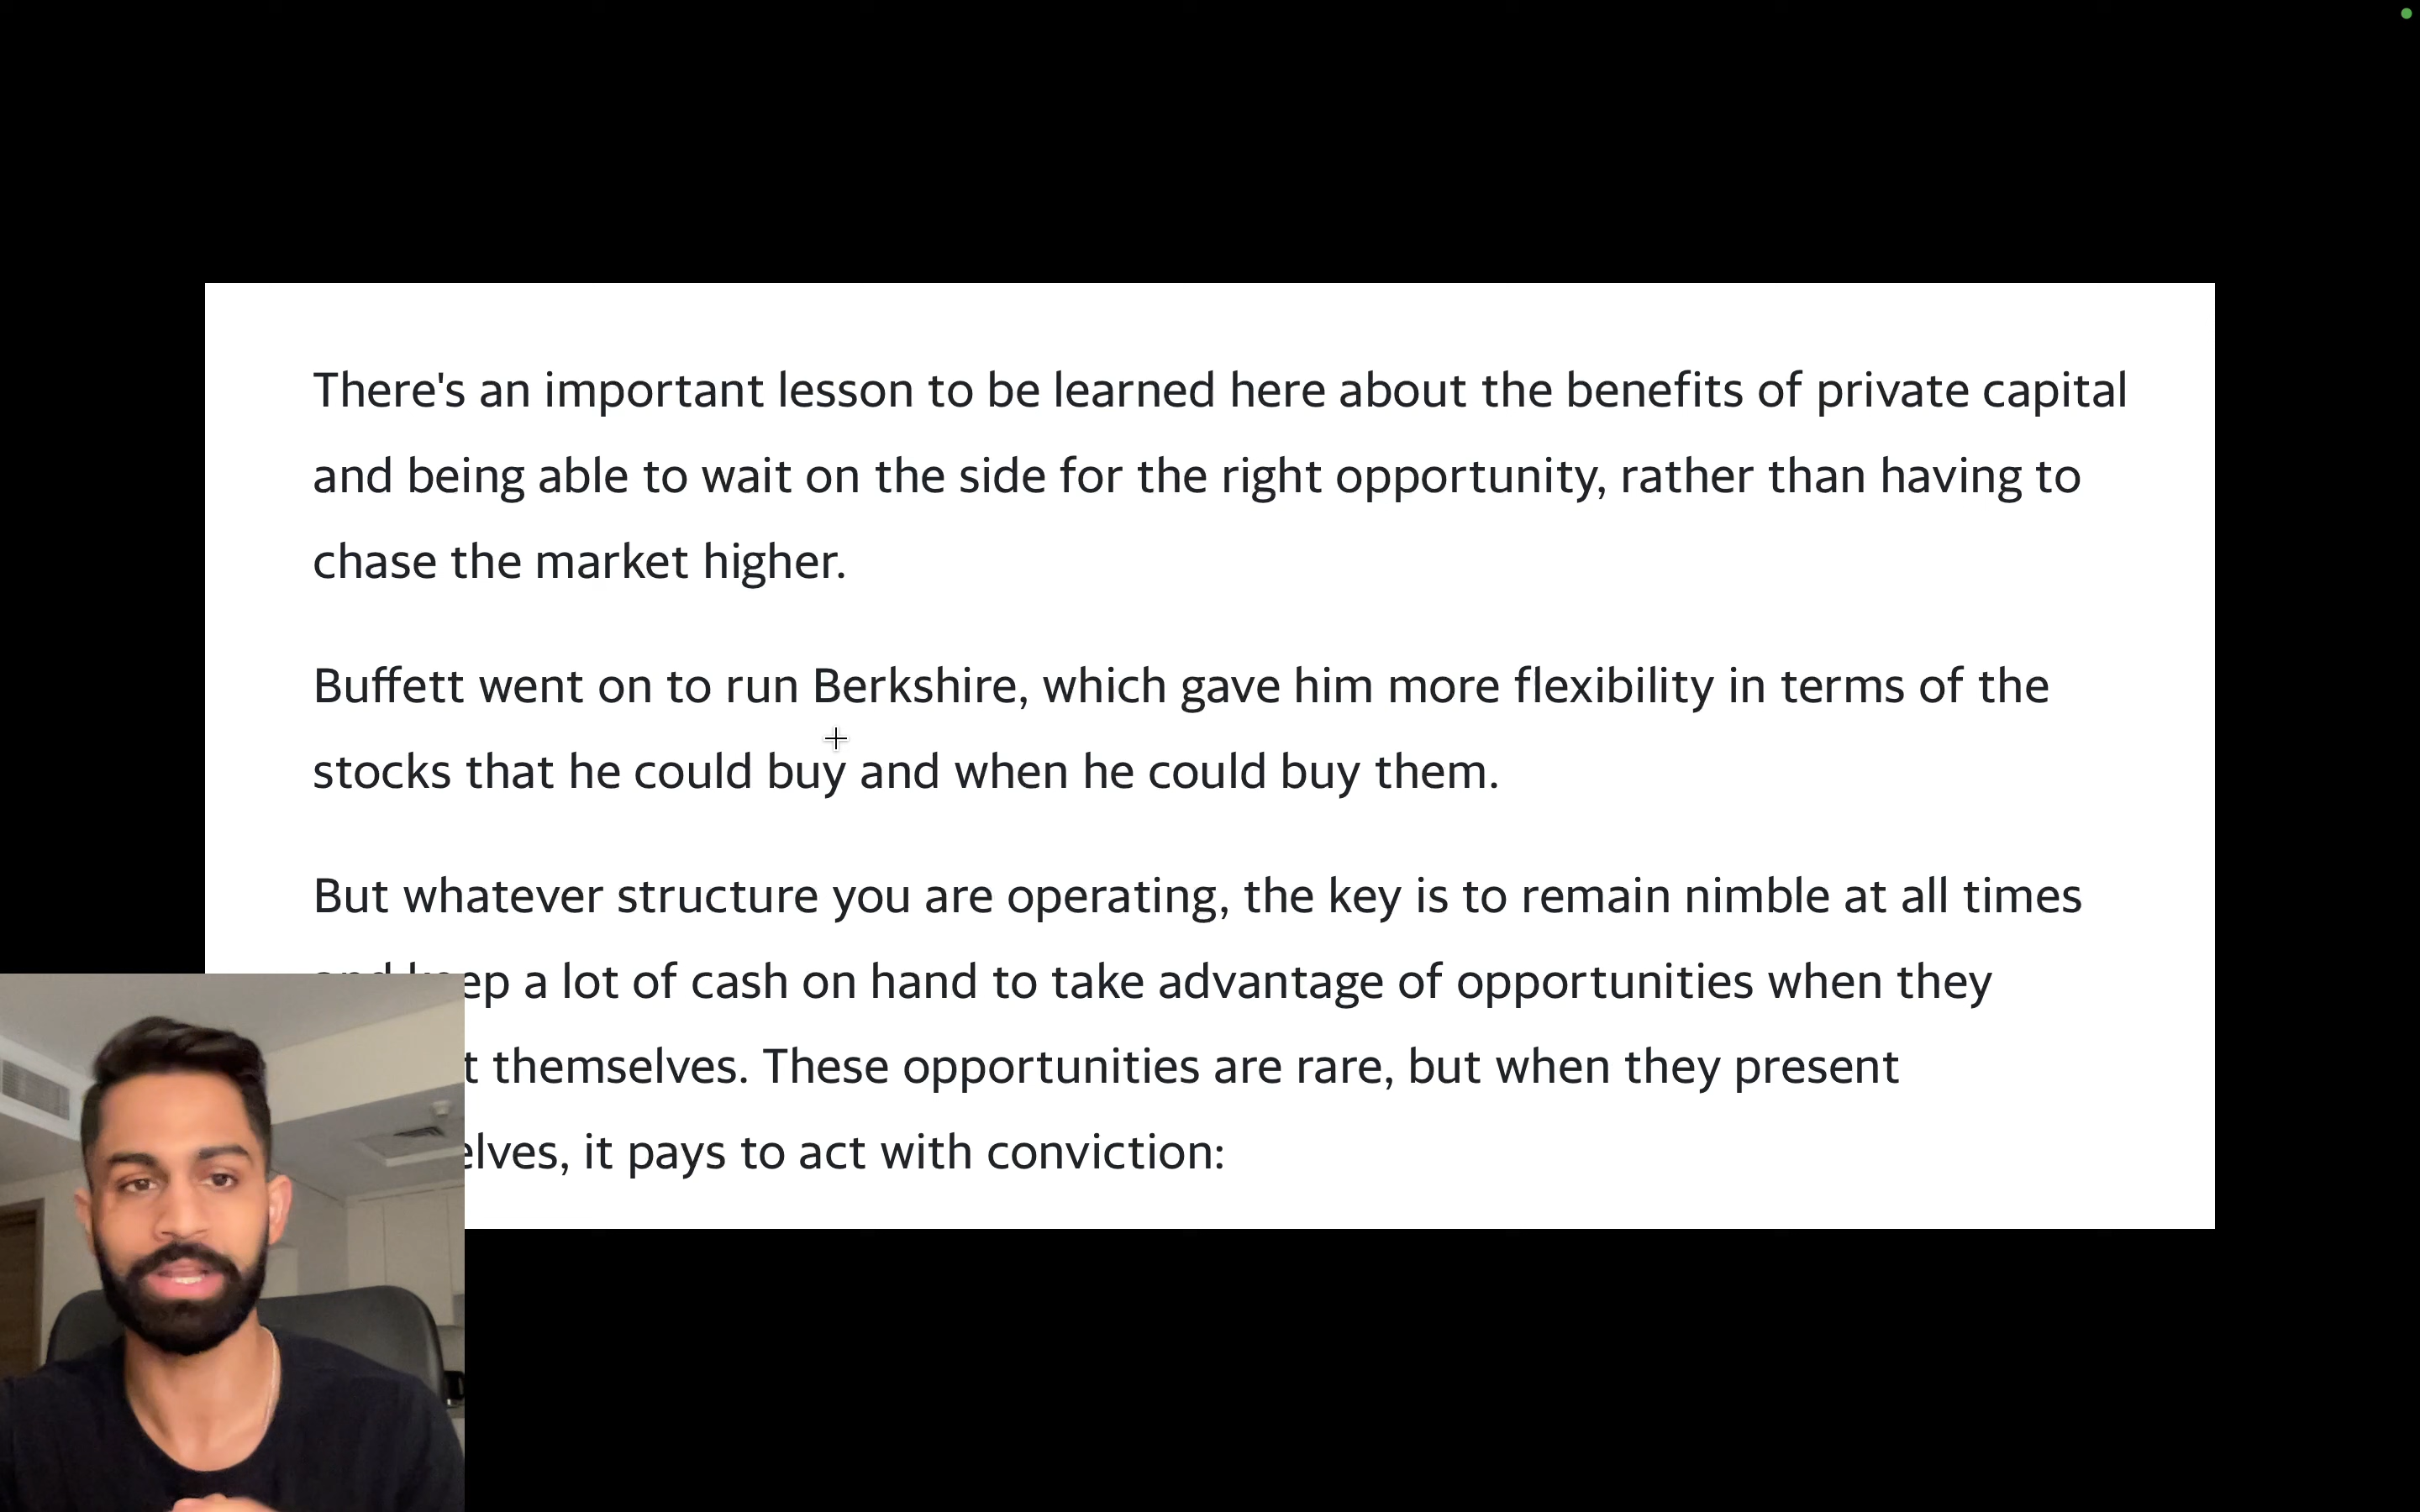 There's an important lesson to be learned here about the benefits of private capital
and being able to wait on the side for the right opportunity, rather than having to
chase the market higher.
Buffett went on to run Berkshire, which gave him more flexibility in terms of the
stocks that he could buy and when he could buy them.
But whatever structure you are operating, the key is to remain nimble at all times
a lot of cash on hand to take advantage of opportunities when they
themselves. These opportunities are rare, but when they present
it pays to act with conviction: